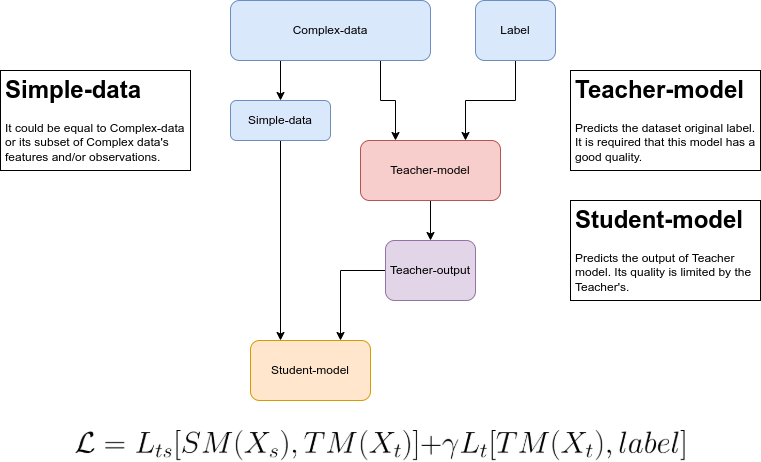 Complex-data
Label
Simple-data
It could be equal to Complex-data
or its subset of Complex data's
features and/or observations.
Simple-data
Teacher-model
Predicts the dataset original label.
It is required that this model has a
good quality.
Teacher-model
Student-model
Predicts the output of Teacher
model. Its quality is limited by the
Teacher's.
Teacher-output
Student-model
ℒ = L_{ts}[SM(X_s), TM(X_t)]+γL_t[TM(X_t), label]